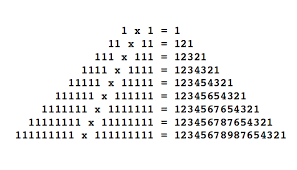 1 x 1 = 1
11 x 11 = 121
111 x 111 = 12321
1111 x 1111 = 1234321
11111 x 11111 = 123454321
111111 x 111111 = 12345654321
1111111 x 1111111 = 1234567654321
11111111 x 11111111 = 123456787654321
111111111 x 111111111 = 12345678987654321